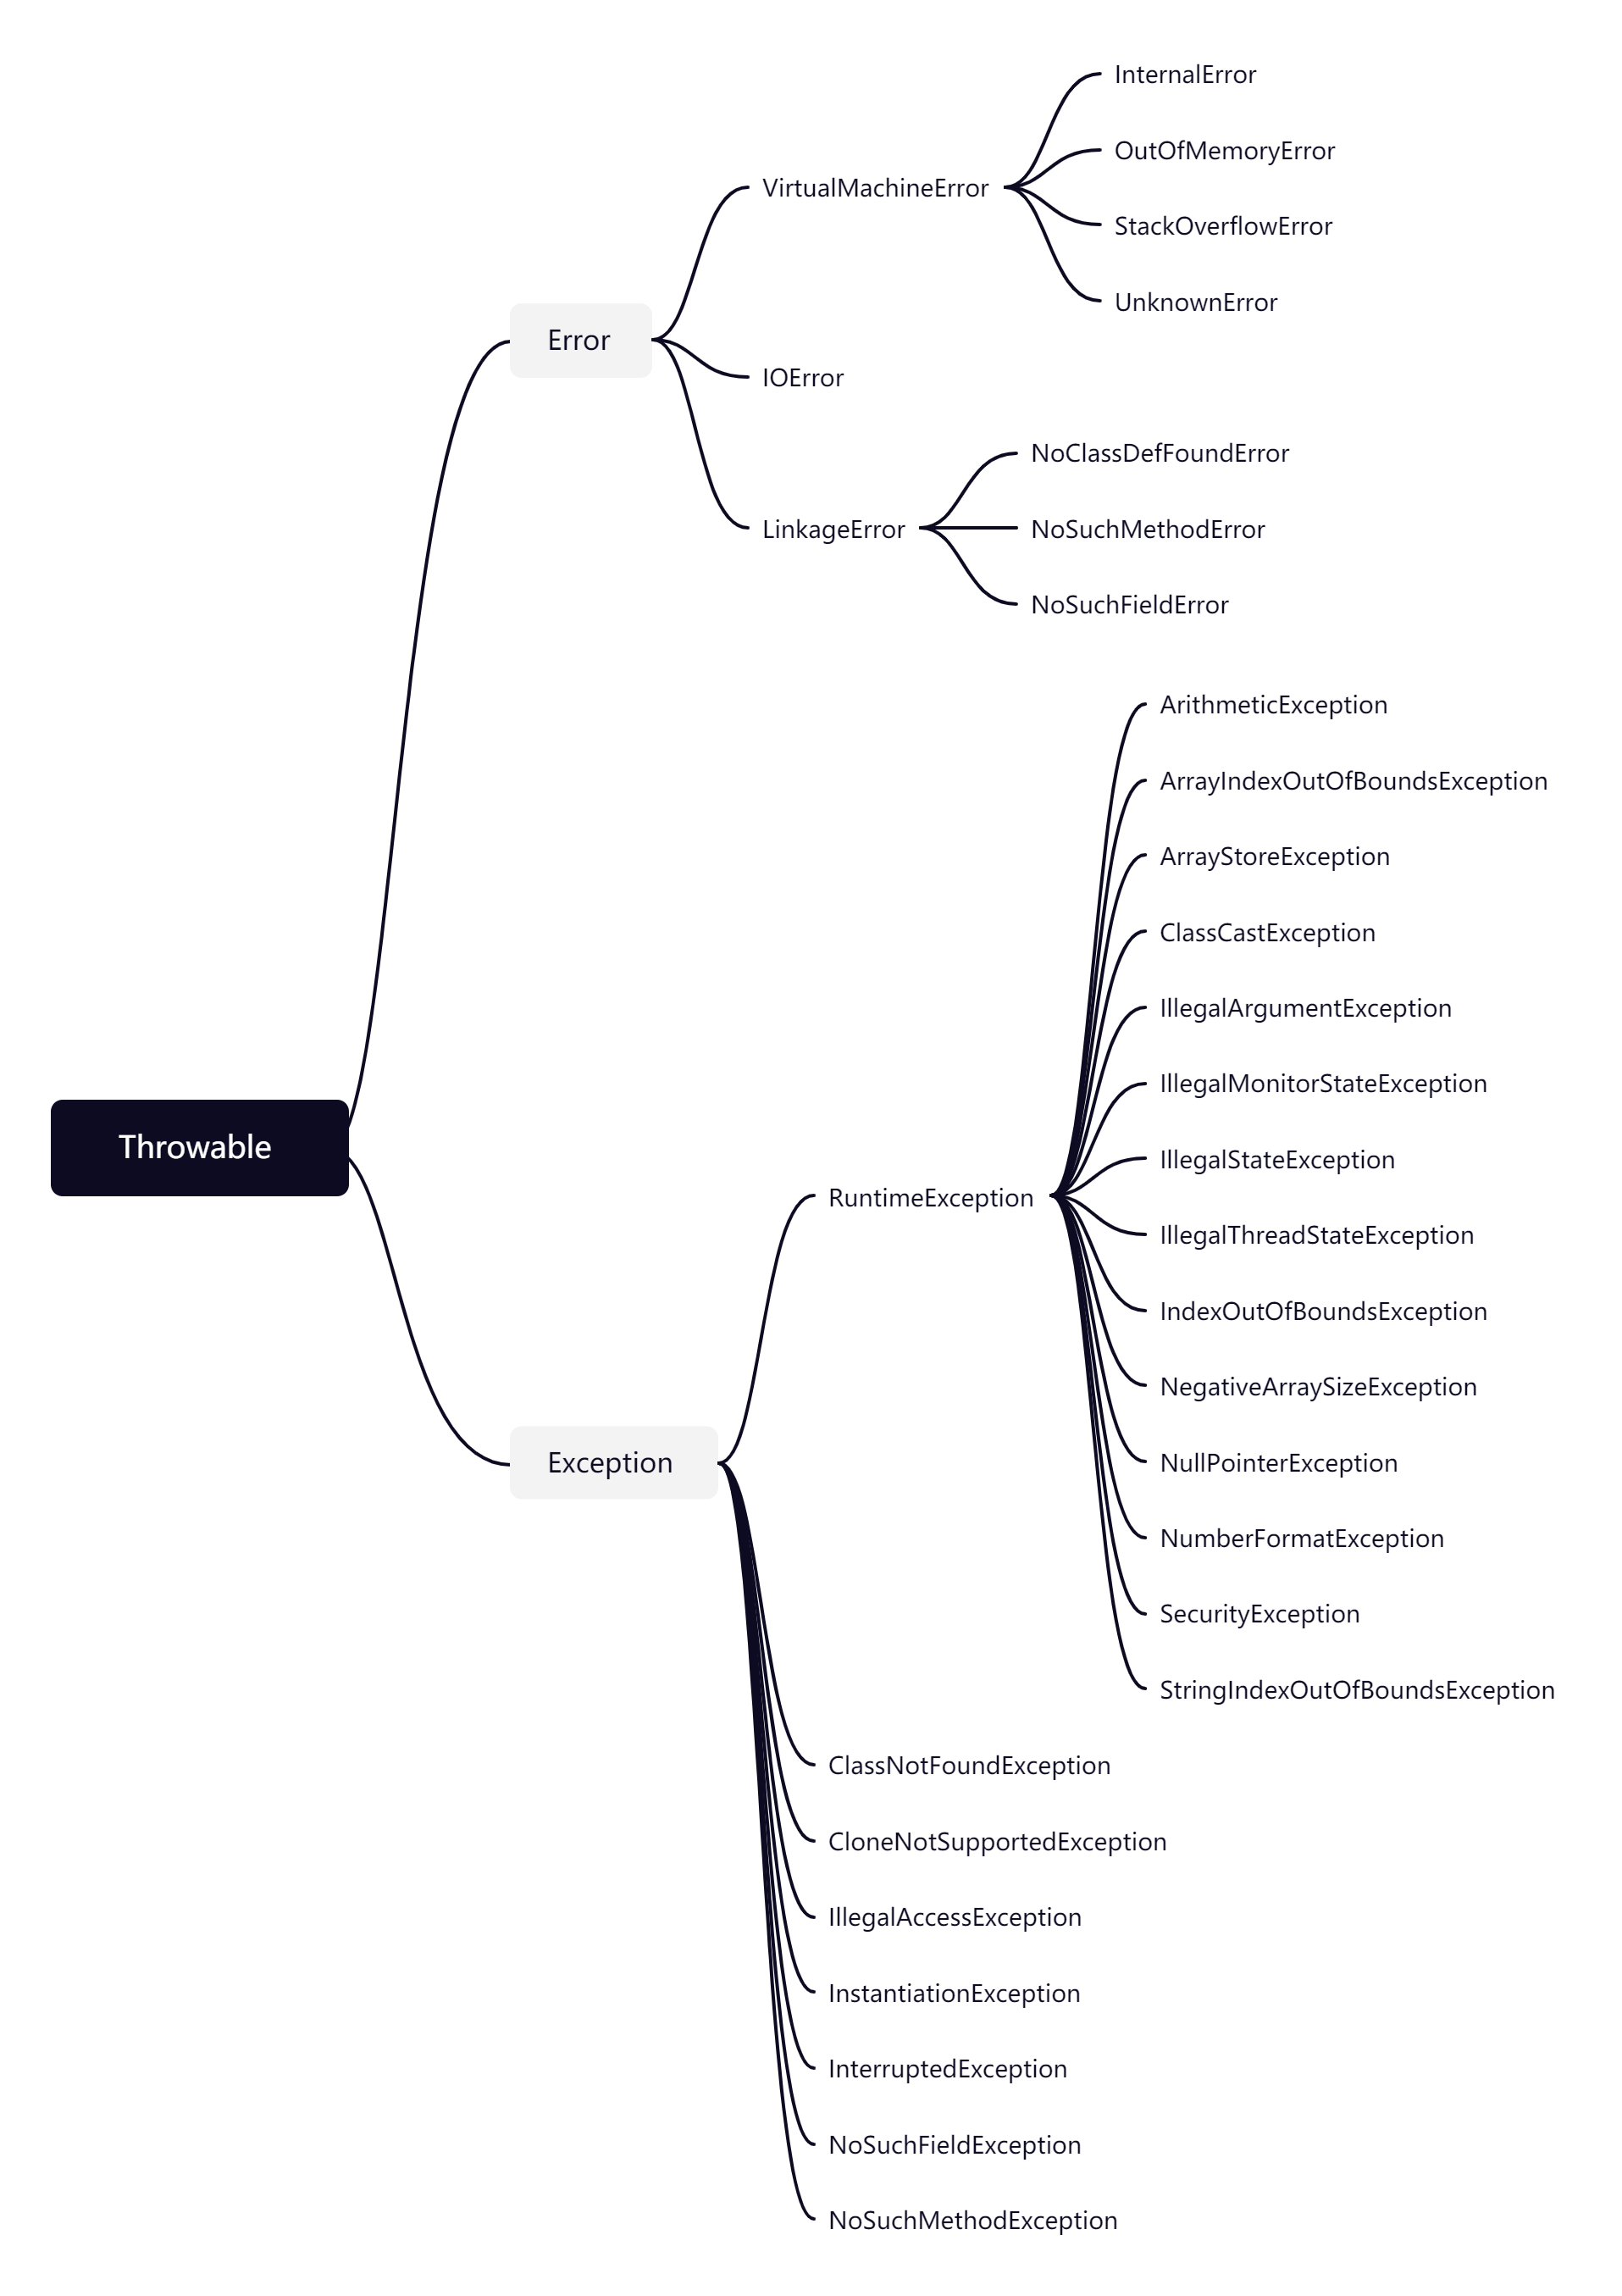 Throwable
Error
VirtualMachineError
InternalError
OutOfMemoryError
StackOverflowError
UnknownError
IOError
LinkageError
NoClassDefFoundError
NoSuchMethodError
NoSuchFieldError
Exception
RuntimeException
ArithmeticException
ArrayIndexOutOfBoundsException
ArrayStoreException
ClassCastException
IllegalArgumentException
IllegalMonitorStateException
IllegalStateException
IllegalThreadStateException
IndexOutOfBoundsException
NegativeArraySizeException
NullPointerException
NumberFormatException
SecurityException
StringIndexOutOfBoundsException
ClassNotFoundException
CloneNotSupportedException
IllegalAccessException
InstantiationException
InterruptedException
NoSuchFieldException
NoSuchMethodException